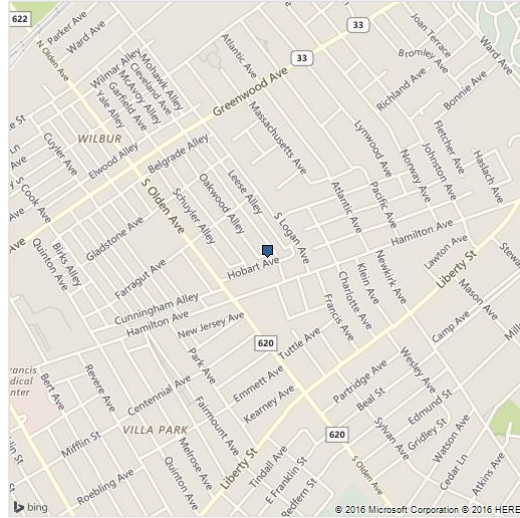 622
Parker Ave
Ward Ave
N Olden Ave
Atlantic Ave
33
33
Joan Terrace
Ward Ave
Bromley Ave
Richland Ave
Bonnie Ave
Wilmar Alley
Mohawk Alley
Cleveland Ave
McAvoy Alley
Garfield Ave
Yale Alley
Greenwood Ave
Massachusetts Ave
WILBUR
Cuyler Ave
Elwood Alley
Belgrade Alley
Lynwood Ave
Fletcher Ave
Johnston Ave
Norway Ave
Haslach Ave
S Cook Ave
S Olden Ave
Leese Alley
Oakwood Alley
Schuyler Alley
Atlantic Ave
Pacific Ave
Ave
Quinton Ave
Birks Alley
Gladstone Ave
Farragut Ave
S Logan Ave
Hamilton Ave
Lawton Ave
Hobart Ave
Liberty St
Cunningham Alley
Hamilton Ave
New Jersey Ave
Newkirk Ave
Klein Ave
Charlotte Ave
Francis Ave
Mason Ave
Camp Ave
620
Tuttle Ave
Park Ave
Revere Ave
Bert Ave
Centennial Ave
Emmett Ave
Kearney Ave
Fairmount Ave
Partridge Ave
Wesley Ave
Beal St
Edmund St
Gridley St
Sylvan Ave
Watson Ave
Cedar Ln
Atkins Ave
VILLA PARK
Mifflin St
Melrose Ave
Quinton Ave
Liberty St
620
S Olden Ave
Roebling Ave
Tindall Ave
E Franklin St
Redfern St
bing
© 2016 Microsoft Corporation © 2016 HERE